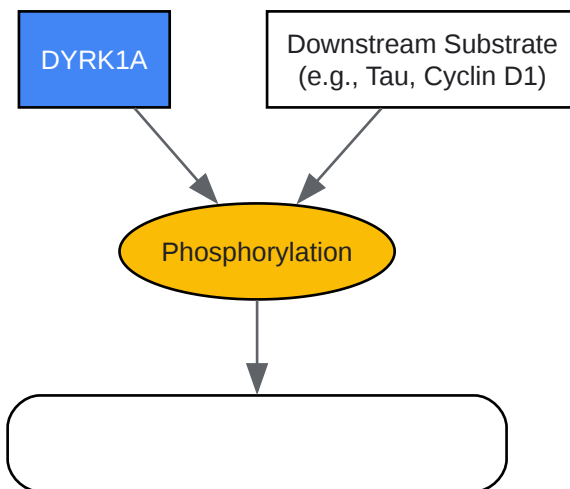 DYRK1A
Downstream Substrate
(e.g., Tau, Cyclin D1)
Phosphorylation